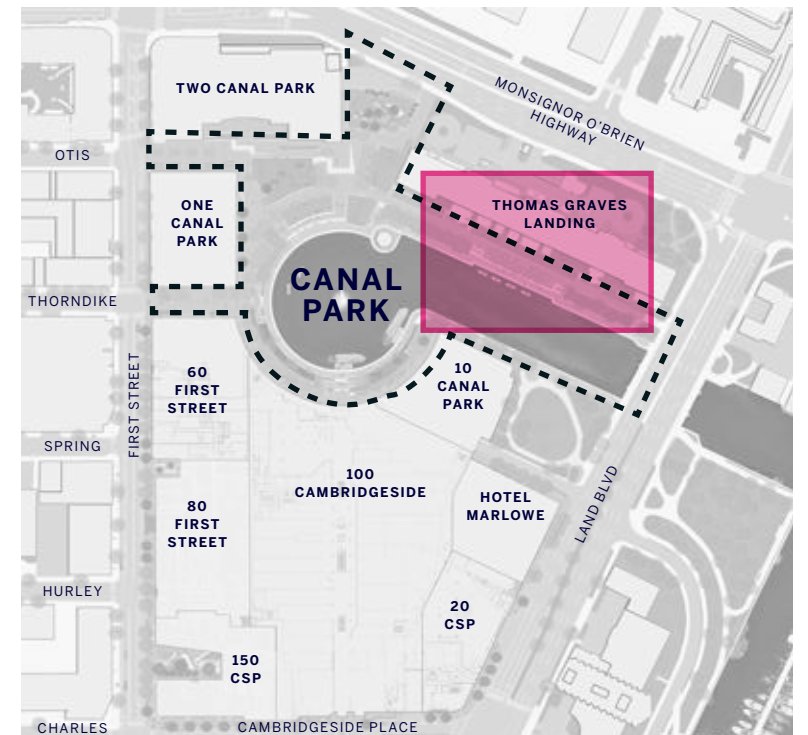 TWO CANAL PARK
MONSIGNOR O'BRIEN
HIGHWAY
OTIS
ONE
CANAL
PARK
THOMAS GRAVES
LANDING
CANAL
PARK
THORNDIKE
60
FIRST
STREET
10
CANAL
PARK
FIRST STREET
SPRING
100
CAMBRIDGESIDE
HOTEL
MARLOWE
LAND BLVD
80
FIRST
STREET
HURLEY
20
CSP
150
CSP
CHARLES
CAMBRIDGESIDE PLACE